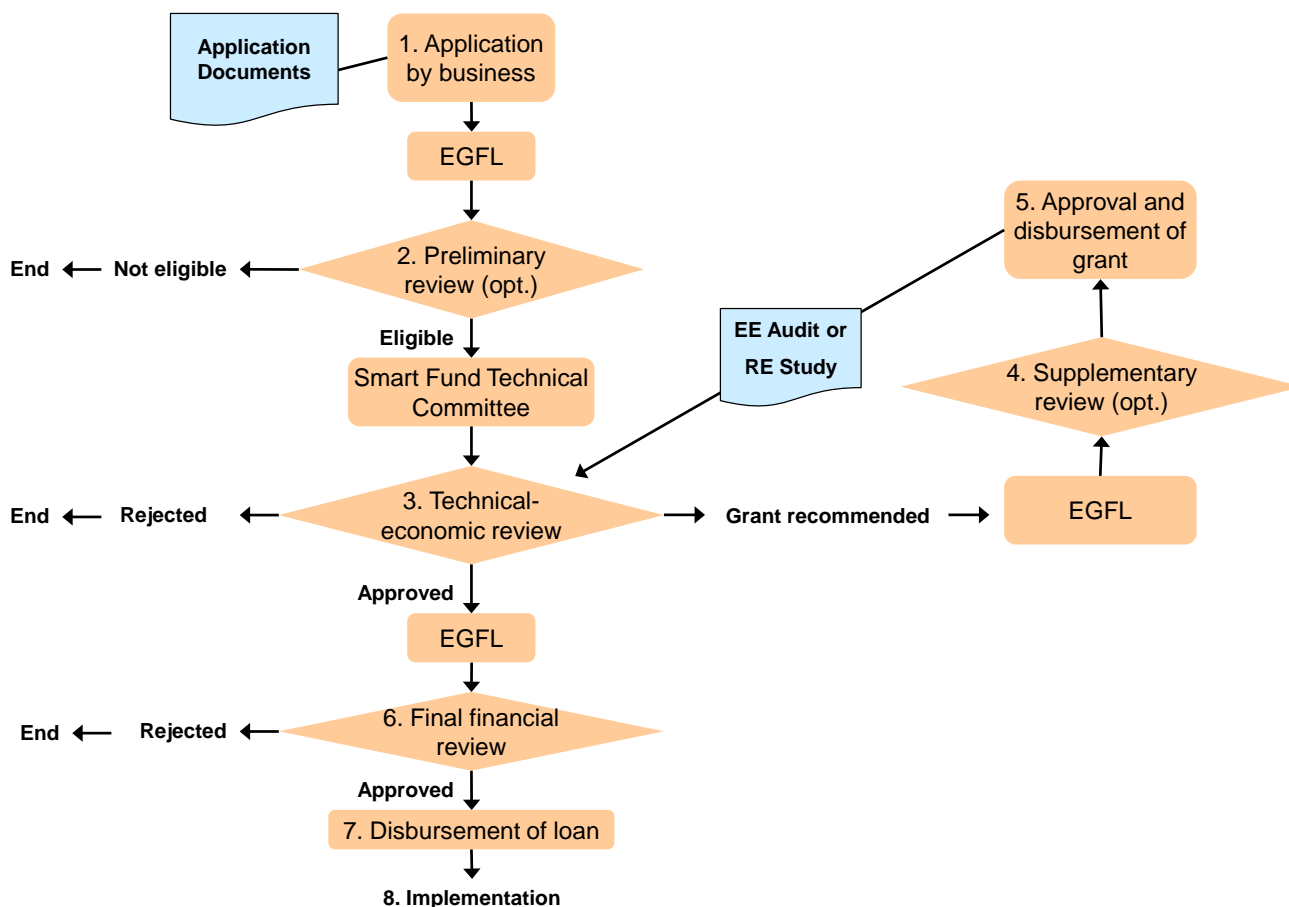 Application
Documents
1. Application
by business
EGFL
2. Preliminary
review (opt.)
Not eligible
End
Eligible
Smart Fund Technical
Committee
3. Technical-
economic review
Rejected
End
Grant recommended
EGFL
4. Supplementary
review (opt.)
5. Approval and
disbursement of
grant
EE Audit or
RE Study
Approved
EGFL
6. Final financial
review
Rejected
End
Approved
7. Disbursement of loan
8. Implementation